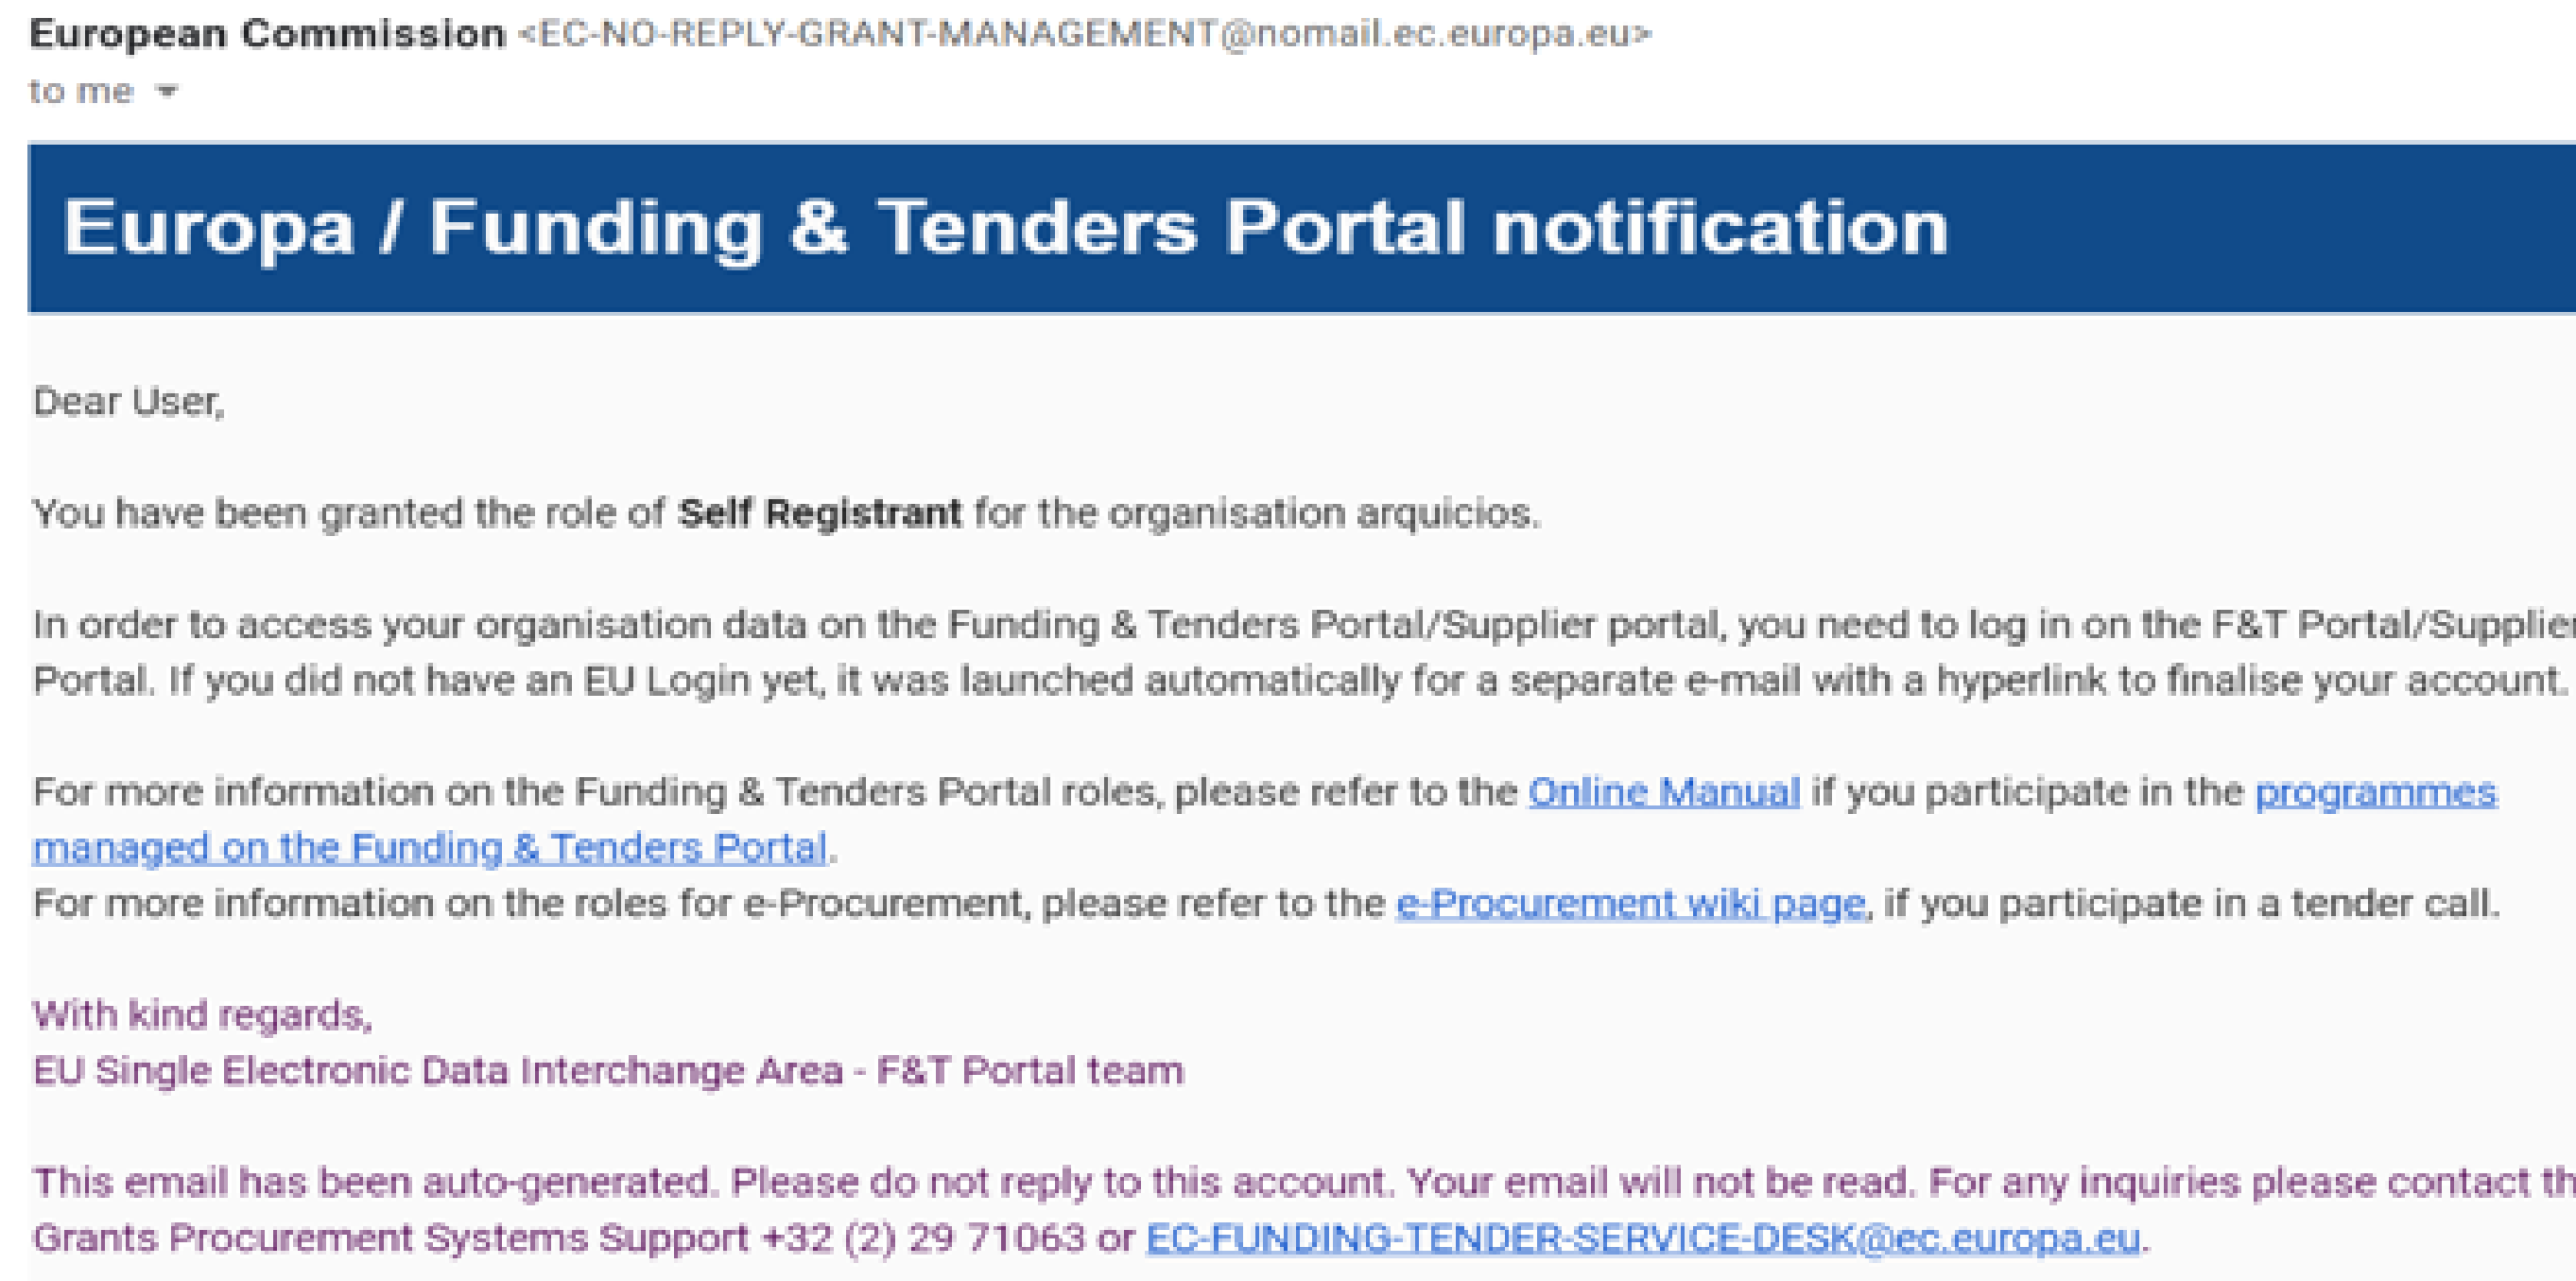 European Commission <EC-NO-REPLY-GRANT-MANAGEMENT@nomail.ec.europa.eu>
to me
Europa / Funding & Tenders Portal notification
Dear User,
You have been granted the role of Self Registrant for the organisation arquicios.
In order to access your organisation data on the Funding & Tenders Portal/Supplier portal, you need to log in on the F&T Portal/Supplier
Portal. If you did not have an EU Login yet, it was launched automatically for a separate e-mail with a hyperlink to finalise your account.
For more information on the Funding & Tenders Portal roles, please refer to the Online Manual if you participate in the programmes
managed on the Funding & Tenders Portal.
For more information on the roles for e-Procurement, please refer to the e-Procurement wiki page, if you participate in a tender call.
With kind regards,
EU Single Electronic Data Interchange Area - F&T Portal team
This email has been auto-generated. Please do not reply to this account. Your email will not be read. For any inquiries please contact th
Grants Procurement Systems Support +32 (2) 29 71063 or EC-FUNDING-TENDER-SERVICE-DESK@ec.europa.eu.